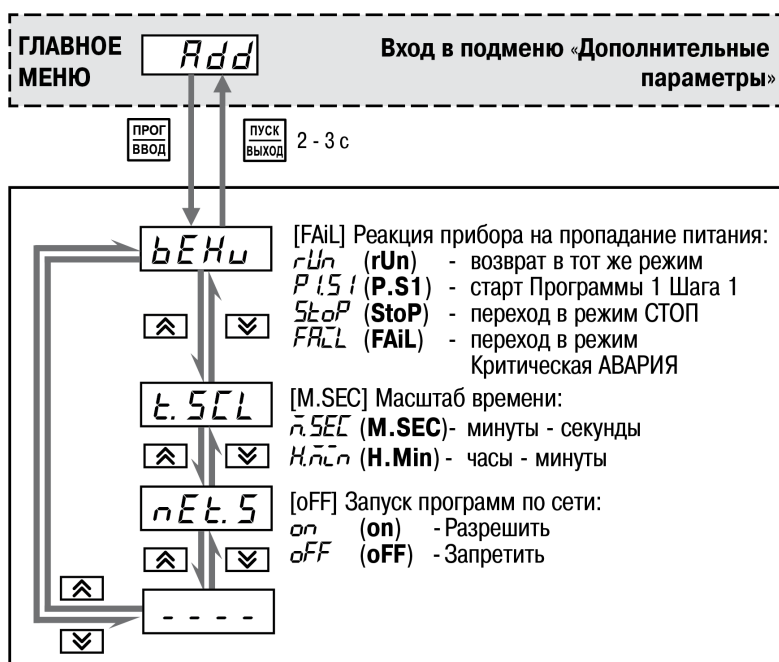 ГЛАВНОЕ
МЕНЮ
Add
Вход в подменю «Дополнительные
параметры»
ПРОГ
ВВОД
ПУСК
ВЫХОД
2 - 3 с
bEHv
[FAiL] Реакция прибора на пропадание питания:
rUn (rUn) - возврат в тот же режим
P1.S1 (P.S1) - старт Программы 1 Шага 1
StoP (StoP) - переход в режим СТОП
FAiL (FAiL) - переход в режим
Критическая АВАРИЯ
t.SCL
[M.SEC] Масштаб времени:
m.SEC (M.SEC)- минуты - секунды
H.min (H.Min) - часы - минуты
nEt.S
[oFF] Запуск программ по сети:
on (on) - Разрешить
oFF (oFF) - Запретить
- - - -